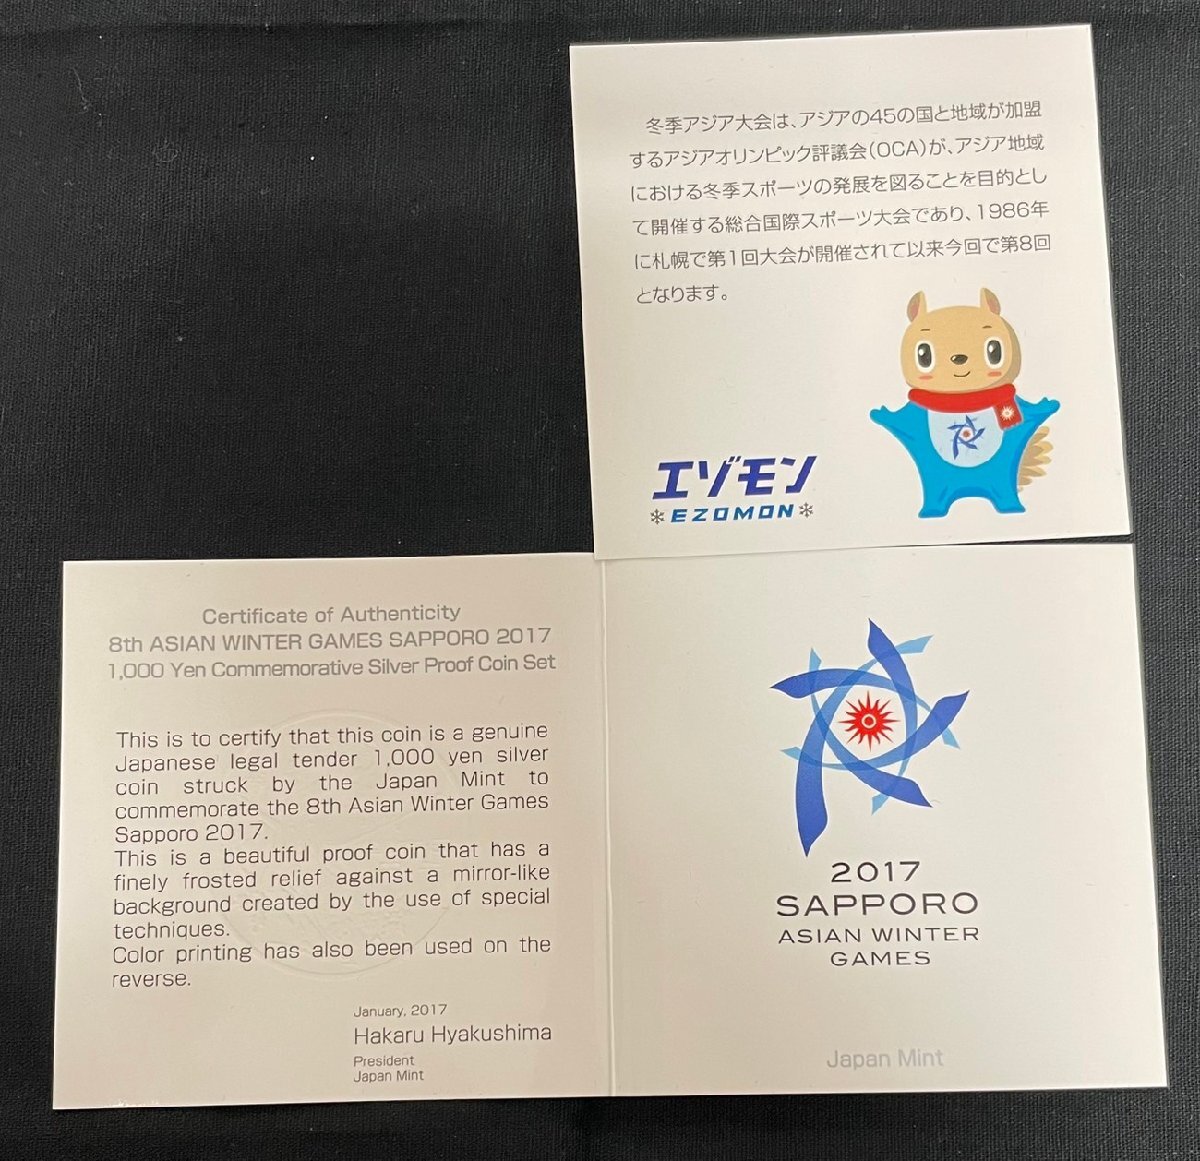 冬季アジア大会は、アジアの45の国と地域が加盟
するアジアオリンピック評議会(OCA)が、アジア地域
における冬季スポーツの発展を図ることを目的とし
て開催する総合国際スポーツ大会であり、1986年
に札幌で第1回大会が開催されて以来今回で第8回
となります。
エゾモン
EZOMON
Certificate of Authenticity
8th ASIAN WINTER GAMES SAPPORO 2017
1,000 Yen Commemorative Silver Proof Coin Set
This is to certify that this coin is a genuine
Japanese legal tender 1,000 yen silver
coin struck by the Japan Mint to
commemorate the 8th Asian Winter Games
Sapporo 2017.
This is a beautiful proof coin that has a
finely frosted relief against a mirror-like
background created by the use of special
techniques.
Color printing has also been used on the
reverse.
January, 2017
Hakaru Hyakushima
President
Japan Mint
2017
SAPPORO
ASIAN WINTER
GAMES
Japan Mint